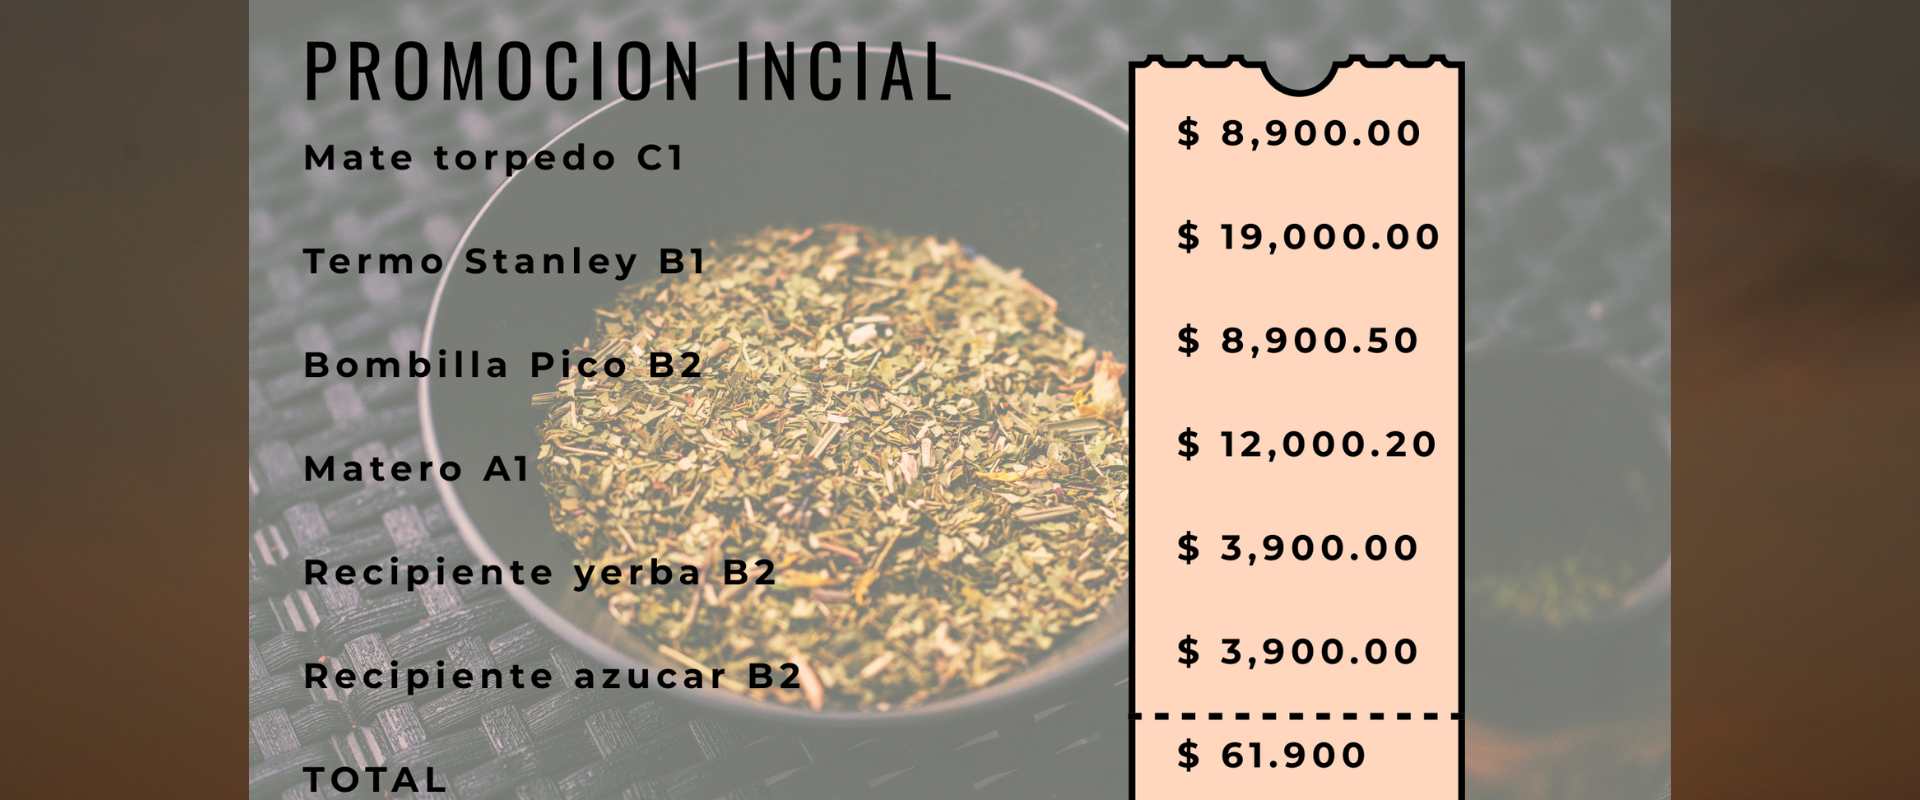 PROMOCION INCIAL
Mate torpedo C1 $ 8,900.00
Termo Stanley B1 $ 19,000.00
Bombilla Pico B2 $ 8,900.50
Matero A1 $ 12,000.20
Recipiente yerba B2 $ 3,900.00
Recipiente azucar B2 $ 3,900.00
TOTAL $ 61.900